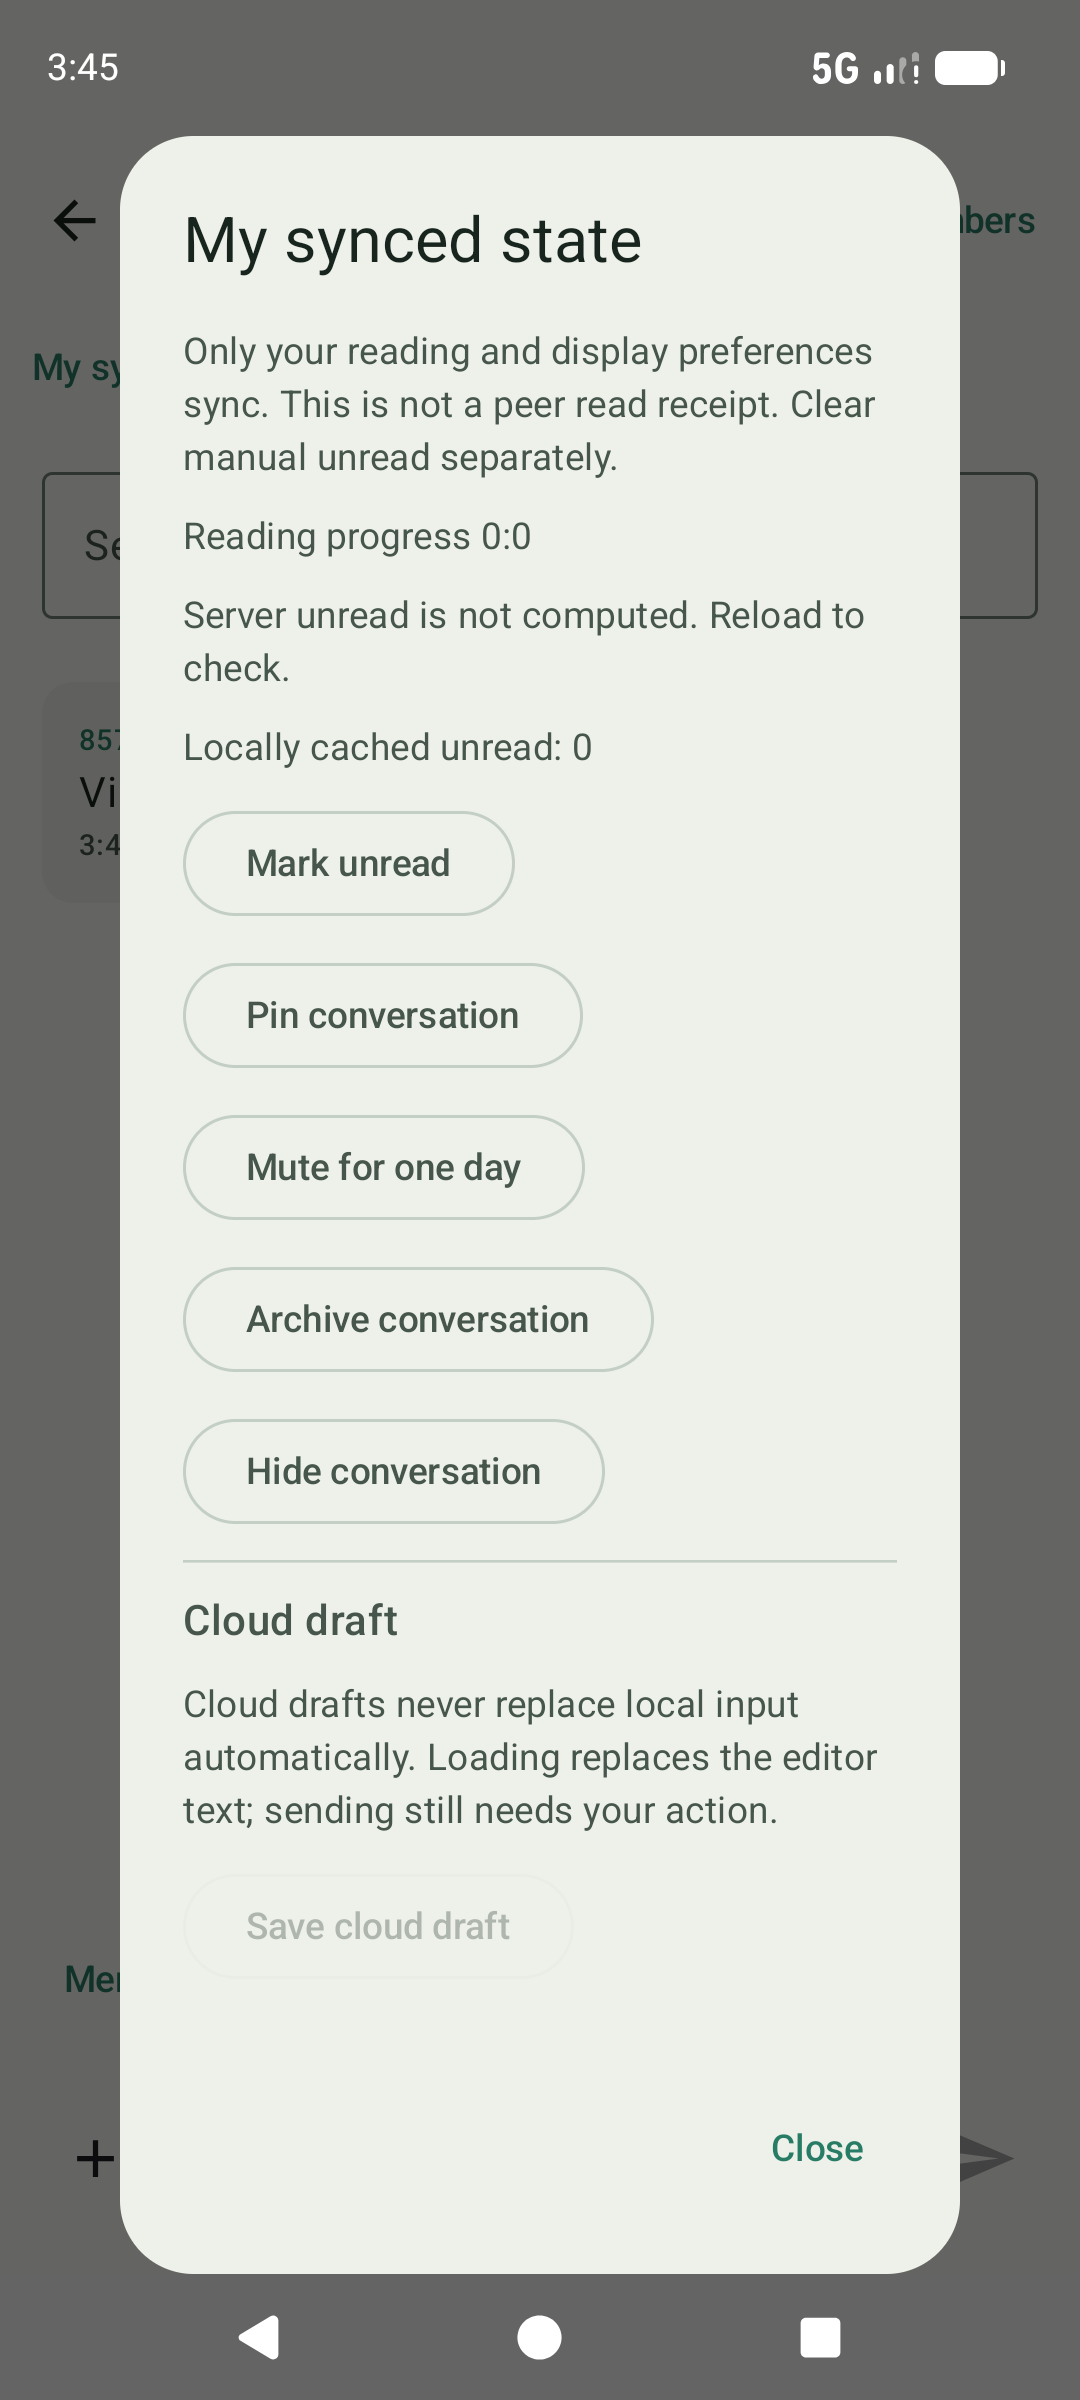 3:45
5G
My synced state
Only your reading and display preferences
sync. This is not a peer read receipt. Clear
manual unread separately.
Reading progress 0:0
Server unread is not computed. Reload to
check.
Locally cached unread: 0
Mark unread
Pin conversation
Mute for one day
Archive conversation
Hide conversation
Cloud draft
Cloud drafts never replace local input
automatically. Loading replaces the editor
text; sending still needs your action.
Save cloud draft
Close
My